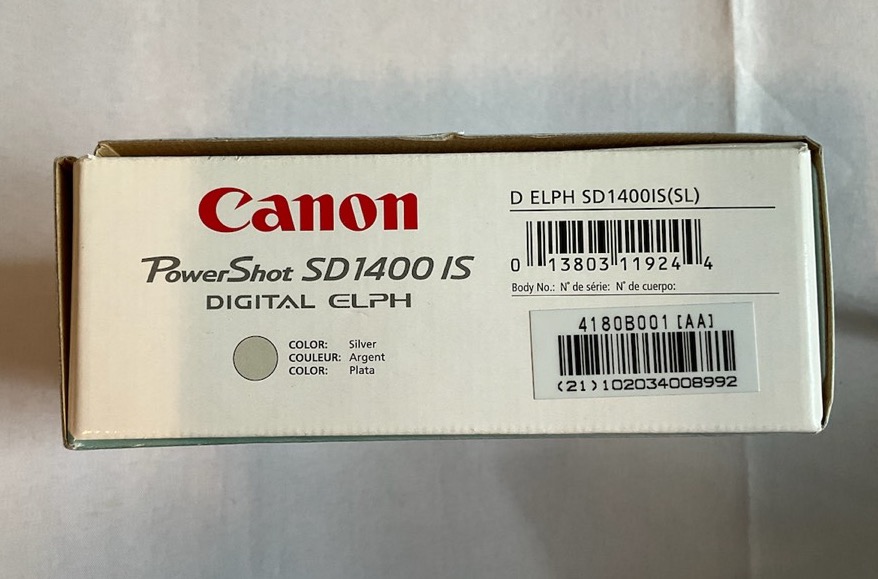 Canon
PowerShot SD1400 IS
DIGITAL ELPH
COLOR: Silver
COULEUR: Argent
COLOR: Plata
D ELPH SD1400IS(SL)
0 13803 11924 4
Body No.: N° de série: N° de cuerpo:
4180B001 [AA]
(21)102034008992